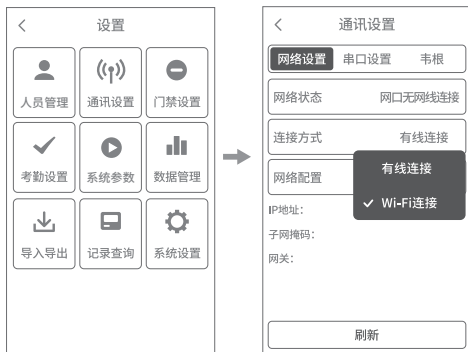 设置
人员管理
通讯设置
门禁设置
考勤设置
系统参数
数据管理
导入导出
记录查询
系统设置
通讯设置
网络设置 串口设置 韦根
网络状态 网口无网线连接
连接方式 有线连接
有线连接
网络配置
Wi-Fi连接
IP地址：
子网掩码：
网关：
刷新